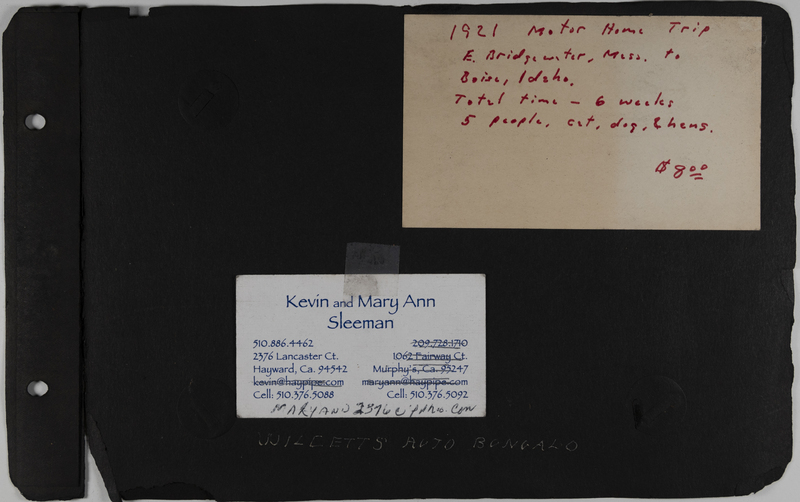 1921 Motor Home Trip
E. Bridgewater, Mass. to
Boise, Idaho.
Total time - 6 weeks
5 people, cat, dog, & hens.
$8.00
Kevin and Mary Ann
Sleeman
510.886.4462
2376 Lancaster Ct.
Hayward, Ca. 94542
kevin@haypipe.com
Cell: 510.376.5088
209.728.1710
1062 Fairway Ct.
Murphy's, Ca. 95247
maryann@haypipe.com
Cell: 510.376.5092
MARYANN2376@yahoo.com
WILLETTS AUTO BUNGALO